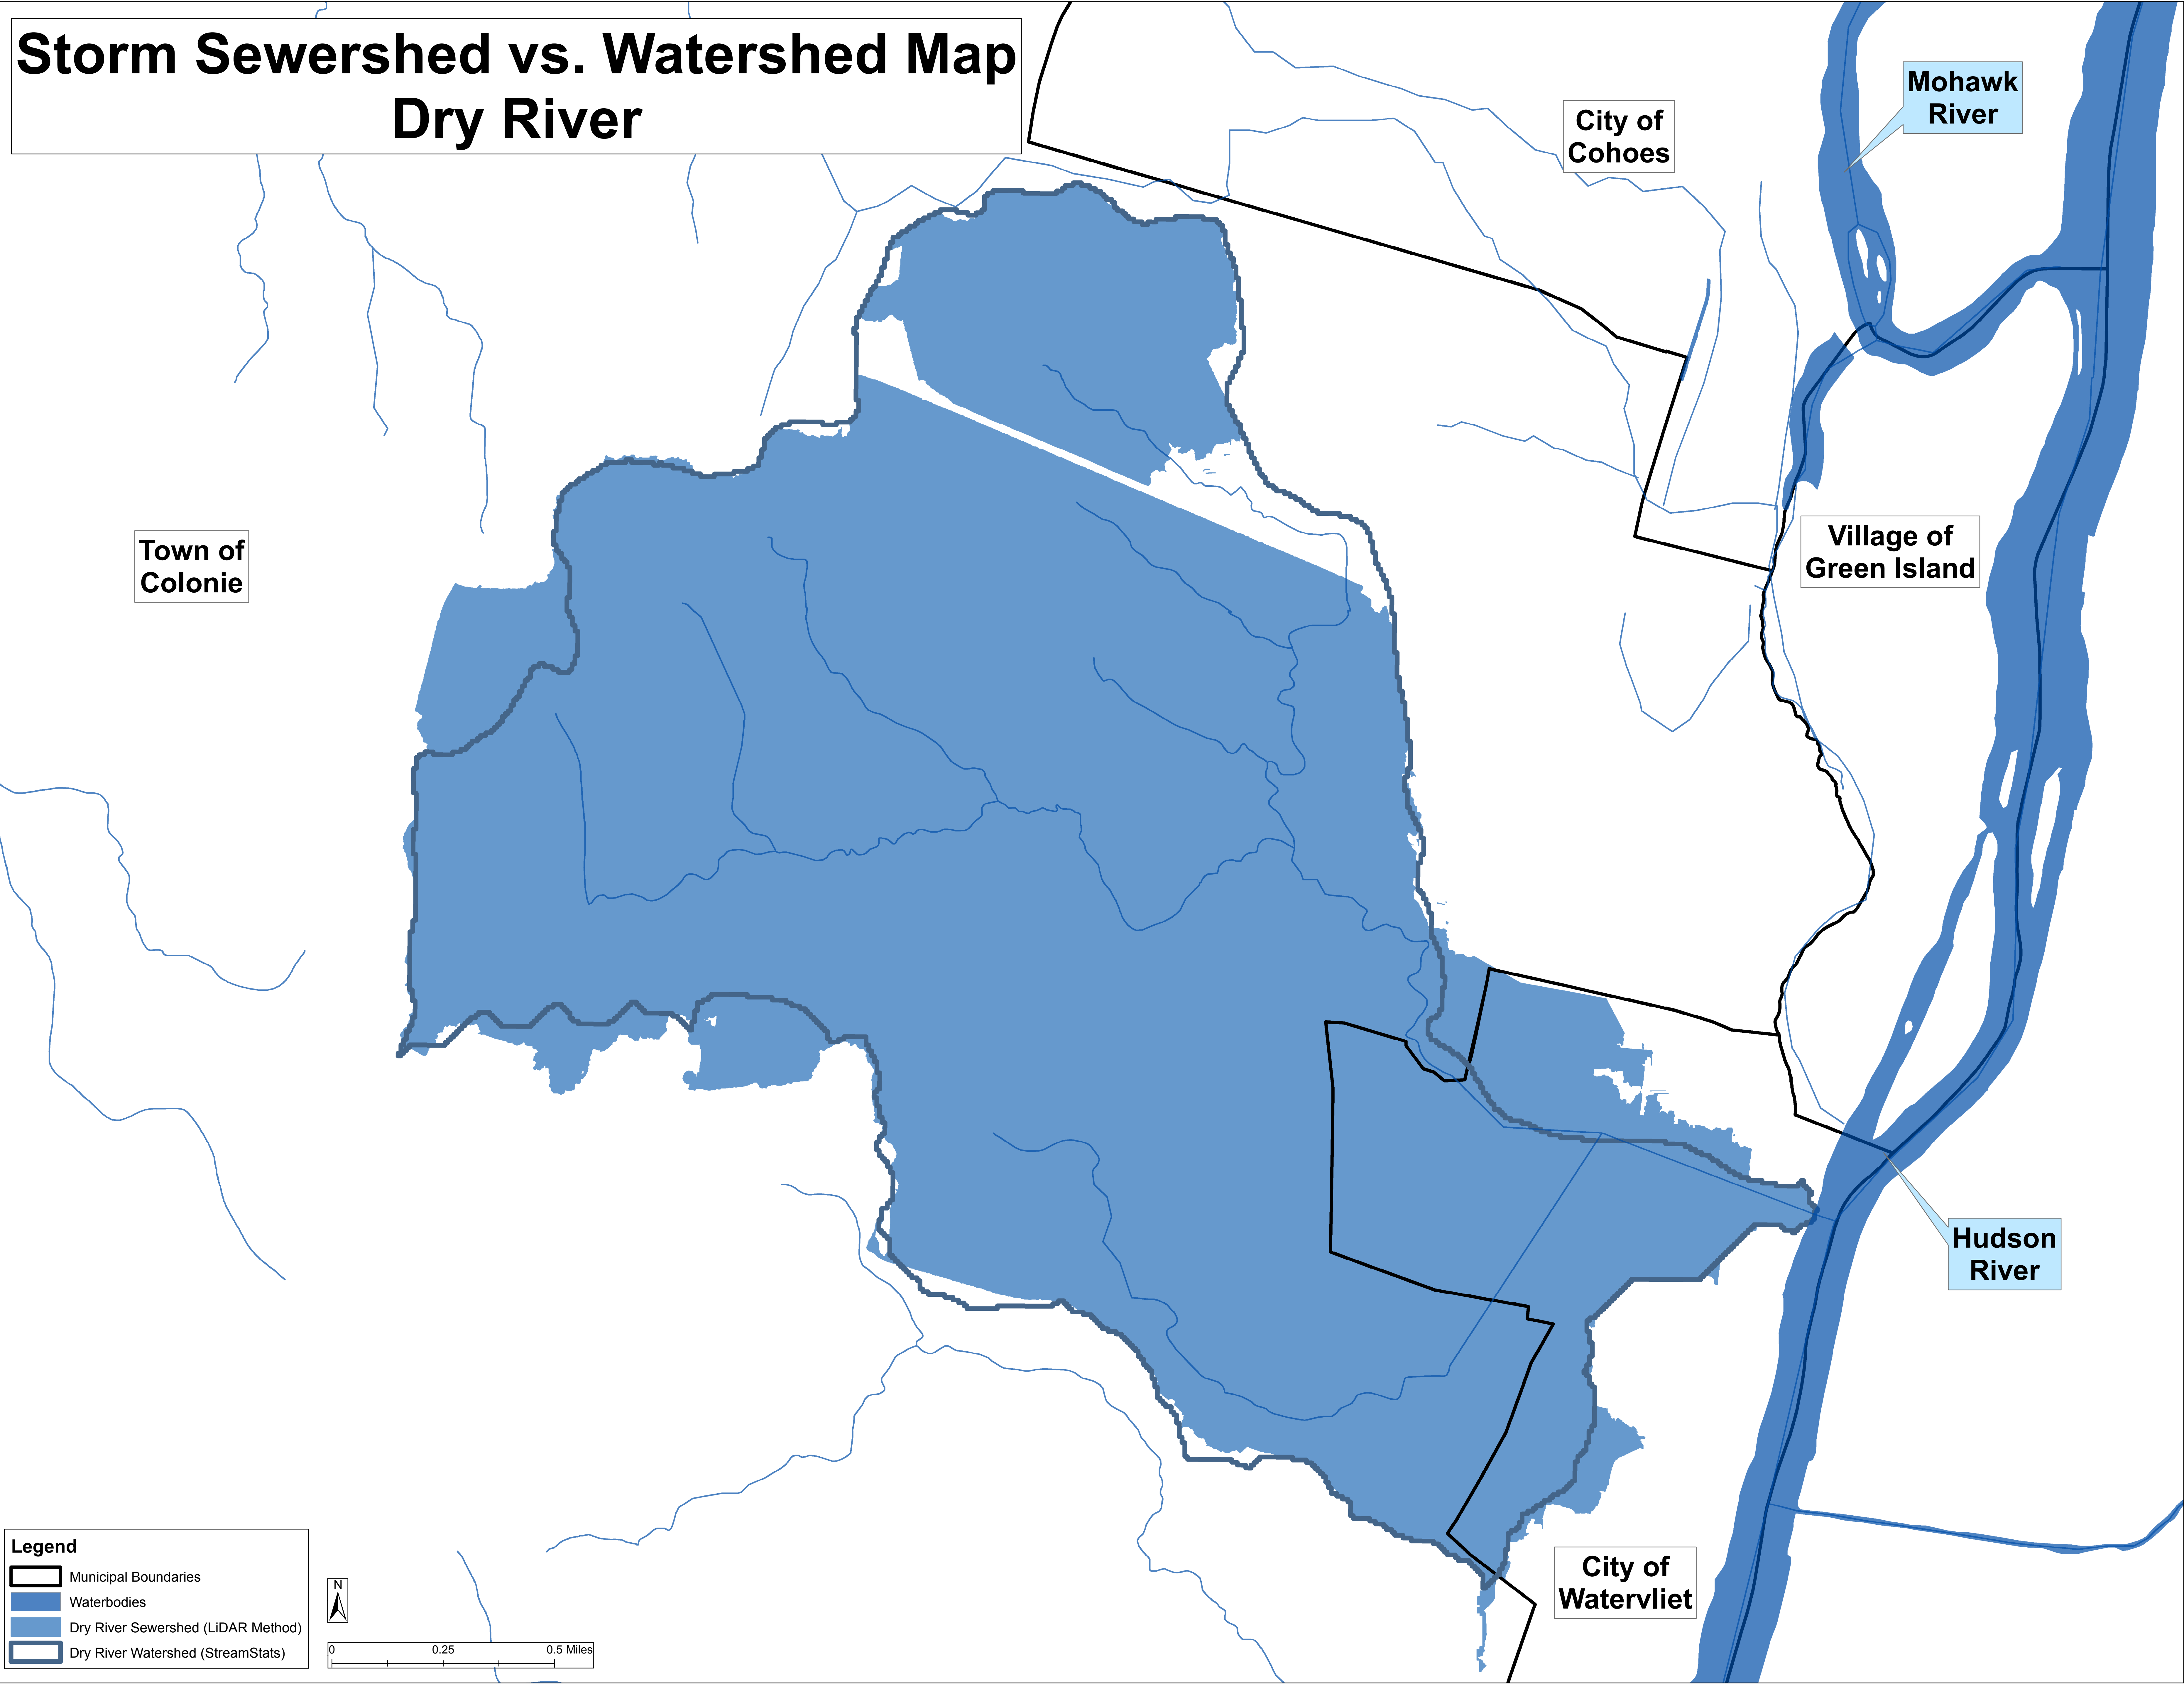 Storm Sewershed vs. Watershed Map
Dry River
Mohawk
River
City of
Cohoes
Village of
Green Island
Town of
Colonie
Hudson
River
City of
Watervliet
Legend
Municipal Boundaries
Waterbodies
Dry River Sewershed (LiDAR Method)
Dry River Watershed (StreamStats)
N
0 0.25 0.5 Miles